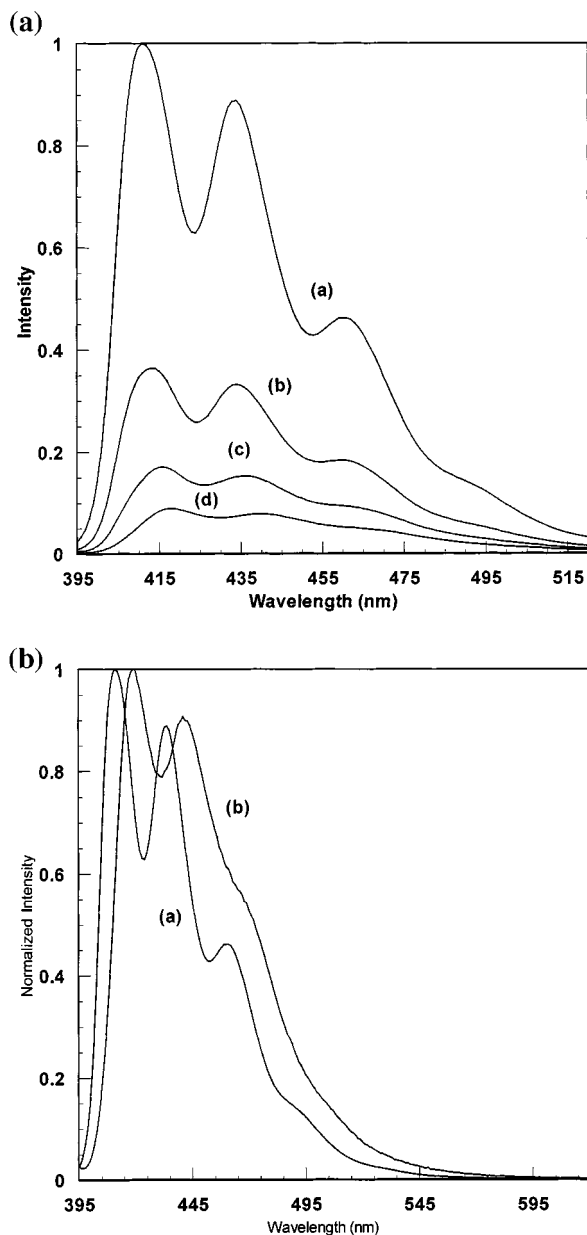 (a)
1
0.8
0.6
0.4
0.2
0
Intensity
(a)
(b)
(c)
(d)
395 415 435 455 475 495 515
Wavelength (nm)
(b)
1
0.8
0.6
0.4
0.2
0
Normalized Intensity
(b)
(a)
395 445 495 545 595
Wavelength (nm)